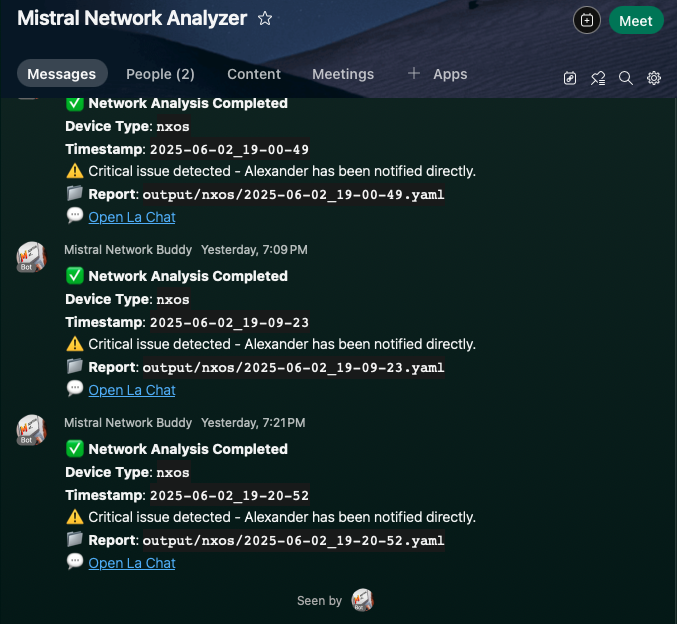 Mistral Network Analyzer
Meet
Messages People (2) Content Meetings + Apps
✅ Network Analysis Completed
Device Type: nxos
Timestamp: 2025-06-02_19-00-49
⚠️ Critical issue detected - Alexander has been notified directly.
📁 Report: output/nxos/2025-06-02_19-00-49.yaml
💬 Open La Chat
Mistral Network Buddy Yesterday, 7:09 PM
Bot
✅ Network Analysis Completed
Device Type: nxos
Timestamp: 2025-06-02_19-09-23
⚠️ Critical issue detected - Alexander has been notified directly.
📁 Report: output/nxos/2025-06-02_19-09-23.yaml
💬 Open La Chat
Mistral Network Buddy Yesterday, 7:21 PM
Bot
✅ Network Analysis Completed
Device Type: nxos
Timestamp: 2025-06-02_19-20-52
⚠️ Critical issue detected - Alexander has been notified directly.
📁 Report: output/nxos/2025-06-02_19-20-52.yaml
💬 Open La Chat
Seen by
Bot